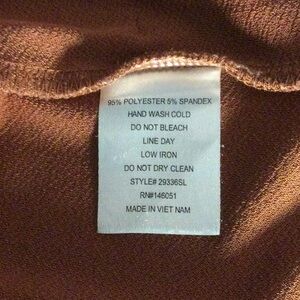 95% POLYESTER 5% SPANDEX
HAND WASH COLD
DO NOT BLEACH
LINE DAY
LOW IRON
DO NOT DRY CLEAN
STYLE# 29336SL
RN#146051
MADE IN VIET NAM